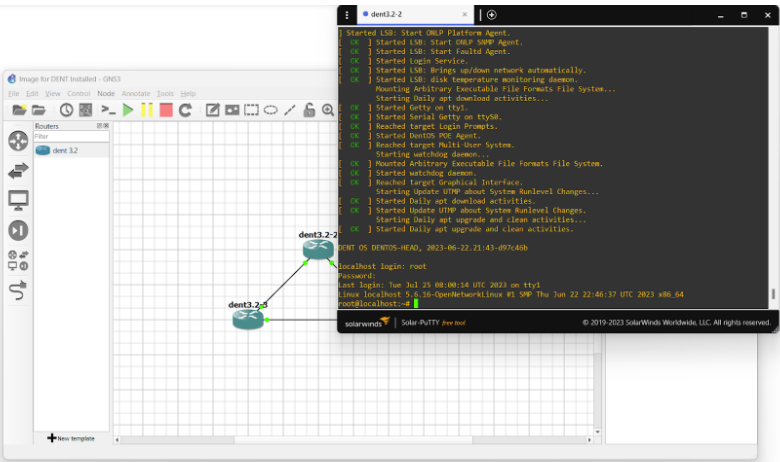 Image for DENT Installed - GNS3
File Edit View Control Node Annotate Tools Help
Routers
Filter
dent 3.2
New template
dent3.2-2
dent3.2-3
dent3.2-2
] Started LSB: Start ONLP Platform Agent.
[ OK ] Started LSB: Start ONLP SNMP Agent.
[ OK ] Started LSB: Start Faultd Agent.
[ OK ] Started Login Service.
[ OK ] Started LSB: Brings up/down network automatically.
[ OK ] Started LSB: disk temperature monitoring daemon.
Mounting Arbitrary Executable File Formats File System...
Starting Daily apt download activities...
[ OK ] Started Getty on tty1.
[ OK ] Started Serial Getty on ttyS0.
[ OK ] Reached target Login Prompts.
[ OK ] Started DentOS POE Agent.
[ OK ] Reached target Multi-User System.
Starting watchdog daemon...
[ OK ] Mounted Arbitrary Executable File Formats File System.
[ OK ] Started watchdog daemon.
[ OK ] Reached target Graphical Interface.
Starting Update UTMP about System Runlevel Changes...
[ OK ] Started Daily apt download activities.
[ OK ] Started Update UTMP about System Runlevel Changes.
Starting Daily apt upgrade and clean activities...
[ OK ] Started Daily apt upgrade and clean activities.
DENT OS DENTOS-HEAD, 2023-06-22.21:43-d97c46b
localhost login: root
Password:
Last login: Tue Jul 25 08:00:14 UTC 2023 on tty1
Linux localhost 5.6.16-OpenNetworkLinux #1 SMP Thu Jun 22 22:46:37 UTC 2023 x86_64
root@localhost:~#
solarwinds Solar-PuTTY free tool © 2019-2023 SolarWinds Worldwide, LLC. All rights reserved.